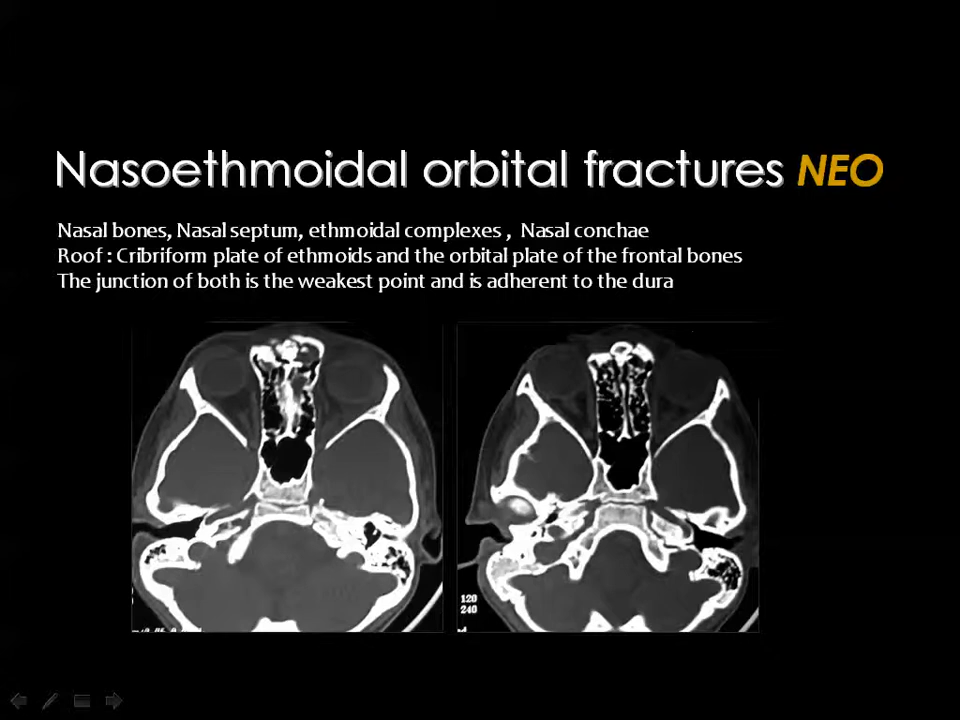 Nasoethmoidal orbital fractures NEO
Nasal bones, Nasal septum, ethmoidal complexes , Nasal conchae
Roof : Cribriform plate of ethmoids and the orbital plate of the frontal bones
The junction of both is the weakest point and is adherent to the dura
120
240